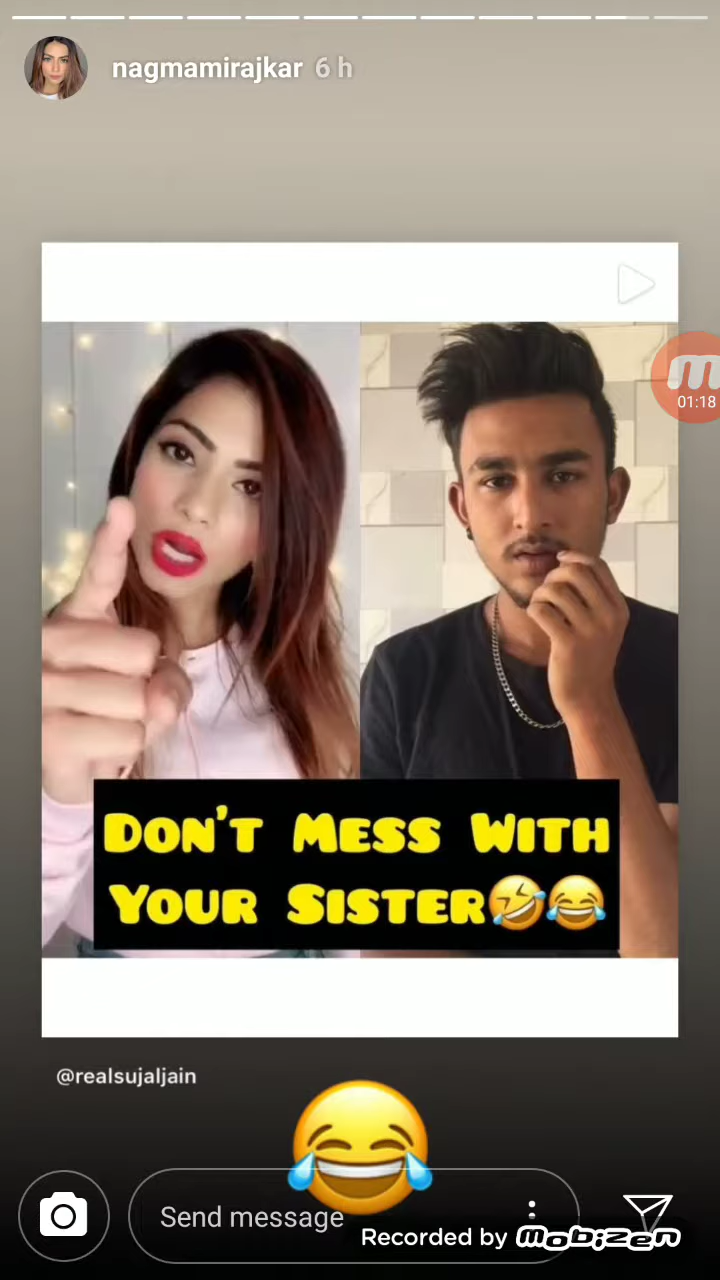 nagmamirajkar 6 h
01:18
DON'T MESS WITH
YOUR SISTER🤣😂
@realsujaljain
Send message
Recorded by mobizen